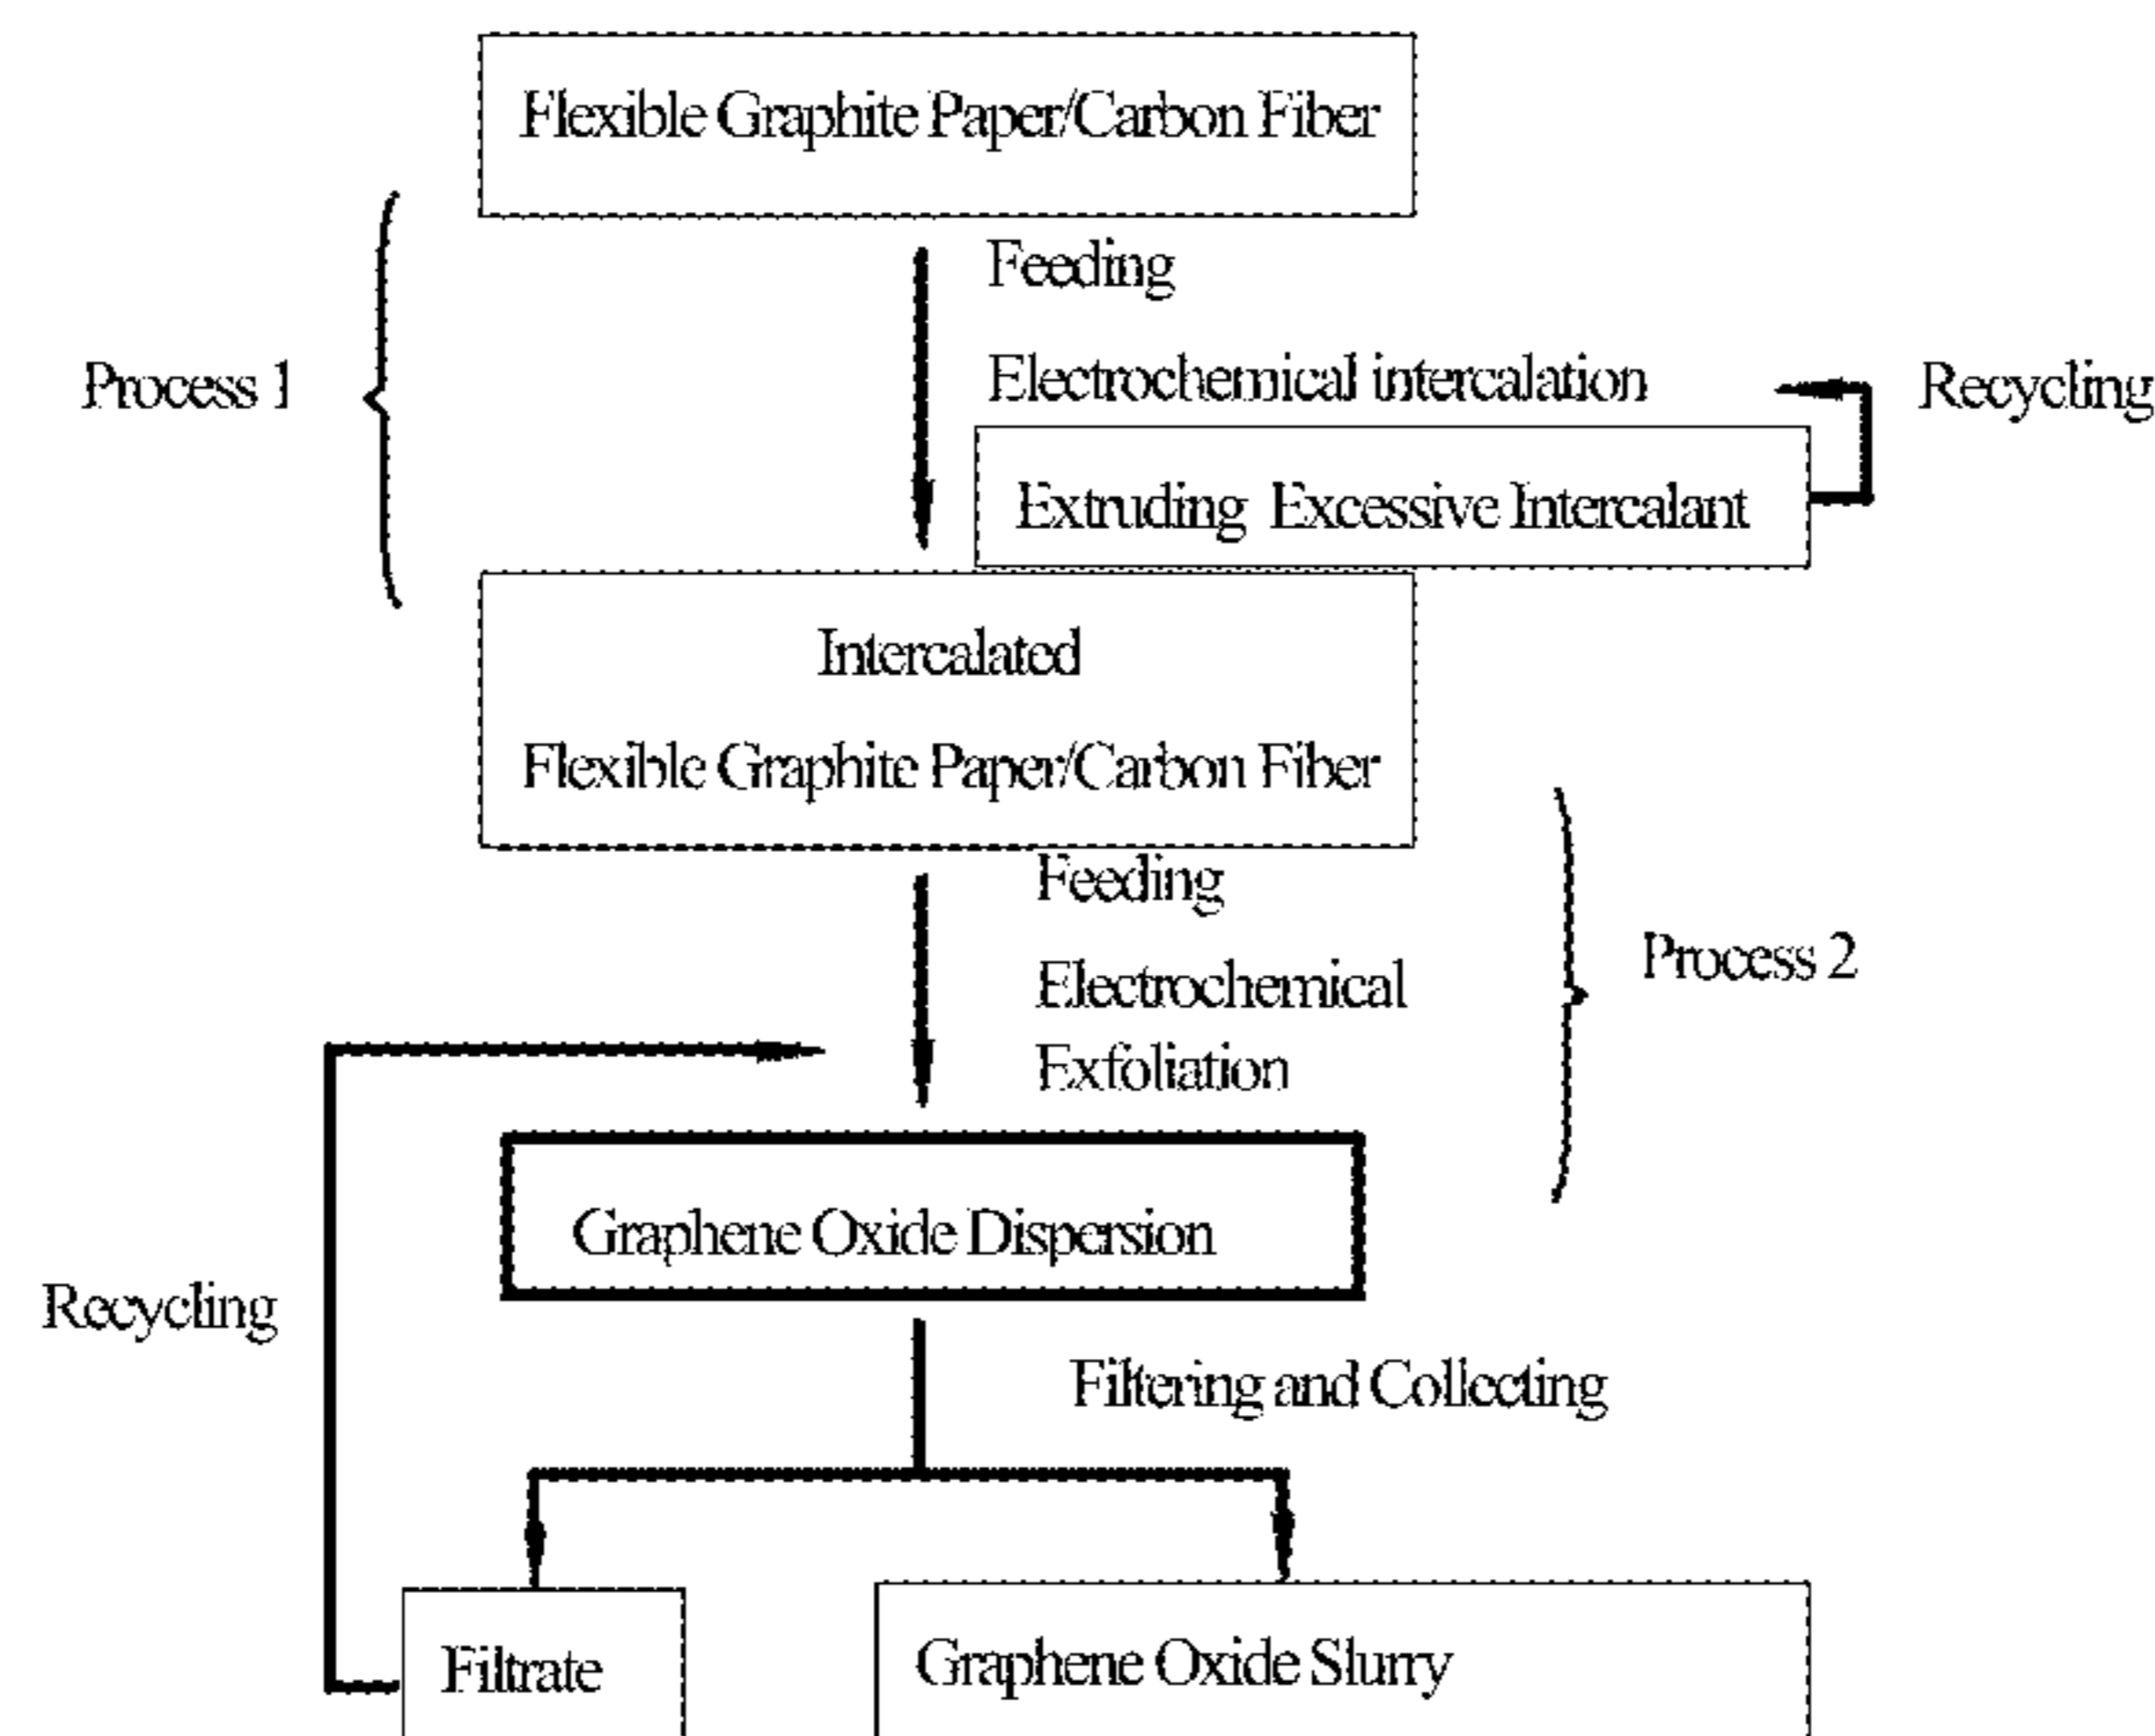 Flexible Graphite Paper/Carbon Fiber
Feeding
Process 1
Electrochemical intercalation
Recycling
Extruding Excessive Intercalant
Intercalated
Flexible Graphite Paper/Carbon Fiber
Feeding
Electrochemical
Exfoliation
Process 2
Graphene Oxide Dispersion
Recycling
Filtering and Collecting
Filtrate
Graphene Oxide Slurry